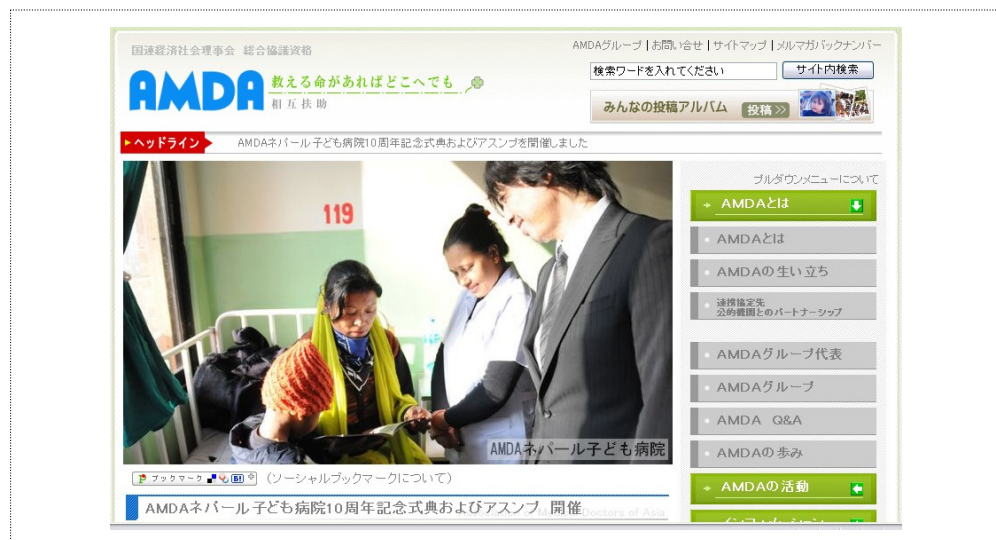 国連経済社会理事会 総合協議資格
AMDAグループ | お問い合せ | サイトマップ | メルマガバックナンバー
AMDA 救える命があればどこへでも
相互扶助
検索ワードを入れてください サイト内検索
みんなの投稿アルバム 投稿
ヘッドライン AMDAネパール子ども病院10周年記念式典およびアスンプを開催しました
プルダウンメニューについて
119
AMDAとは
AMDAとは
AMDAの生い立ち
連携協定先
公的機関とのパートナーシップ
AMDAグループ代表
AMDAグループ
AMDA Q&A
AMDAの歩み
AMDAネパール子ども病院
ブックマーク B! (ソーシャルブックマークについて)
AMDAの活動
AMDAネパール子ども病院10周年記念式典およびアスンプ 開催
Doctors of Asia